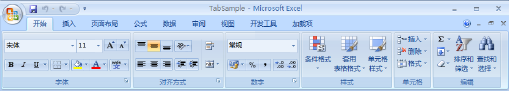 TabSample - Microsoft Excel
开始 插入 页面布局 公式 数据 审阅 视图 开发工具 加载项
宋体 11 A A 常规 条件格式 套用表格格式 单元格样式 插入 删除 格式 Σ 排序和筛选 查找和选择
B I U A %
字体 对齐方式 数字 样式 单元格 编辑